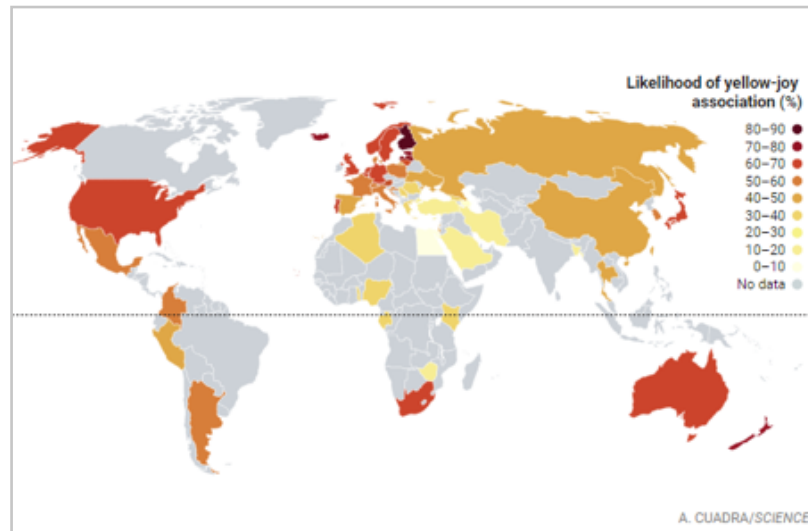 Likelihood of yellow-joy
association (%)
80–90
70–80
60–70
50–60
40–50
30–40
20–30
10–20
0–10
No data
A. CUADRA/SCIENCE